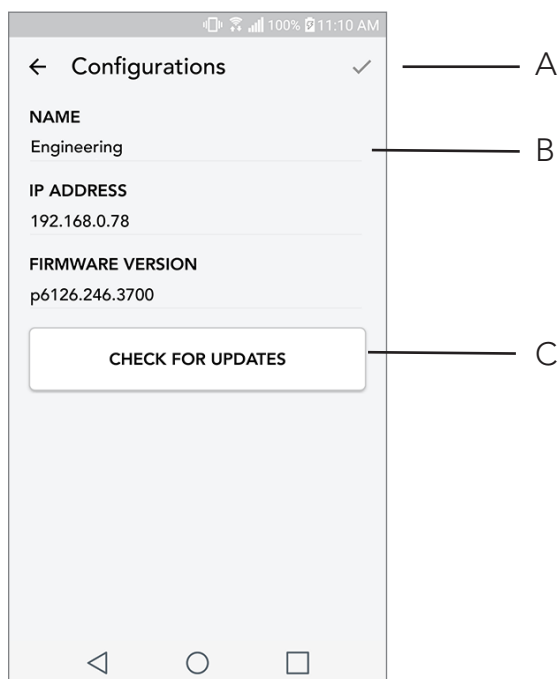 100% 11:10 AM
Configurations
A
NAME
Engineering
B
IP ADDRESS
192.168.0.78
FIRMWARE VERSION
p6126.246.3700
CHECK FOR UPDATES
C